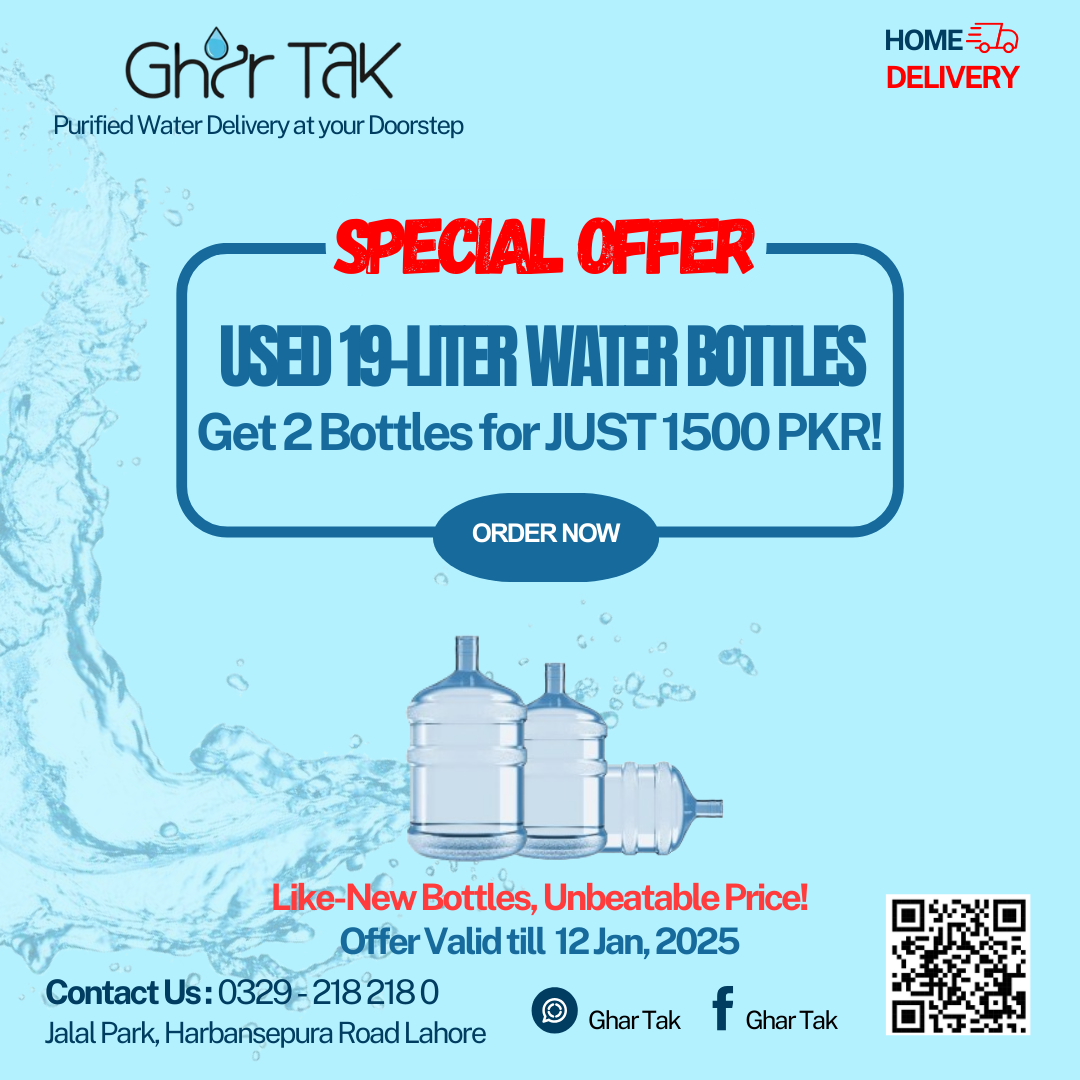 Ghar Tak
Purified Water Delivery at your Doorstep
HOME
DELIVERY
SPECIAL OFFER
USED 19-LITER WATER BOTTLES
Get 2 Bottles for JUST 1500 PKR!
ORDER NOW
Like-New Bottles, Unbeatable Price!
Offer Valid till 12 Jan, 2025
Contact Us : 0329 - 218 218 0
Jalal Park, Harbansepura Road Lahore
Ghar Tak
Ghar Tak